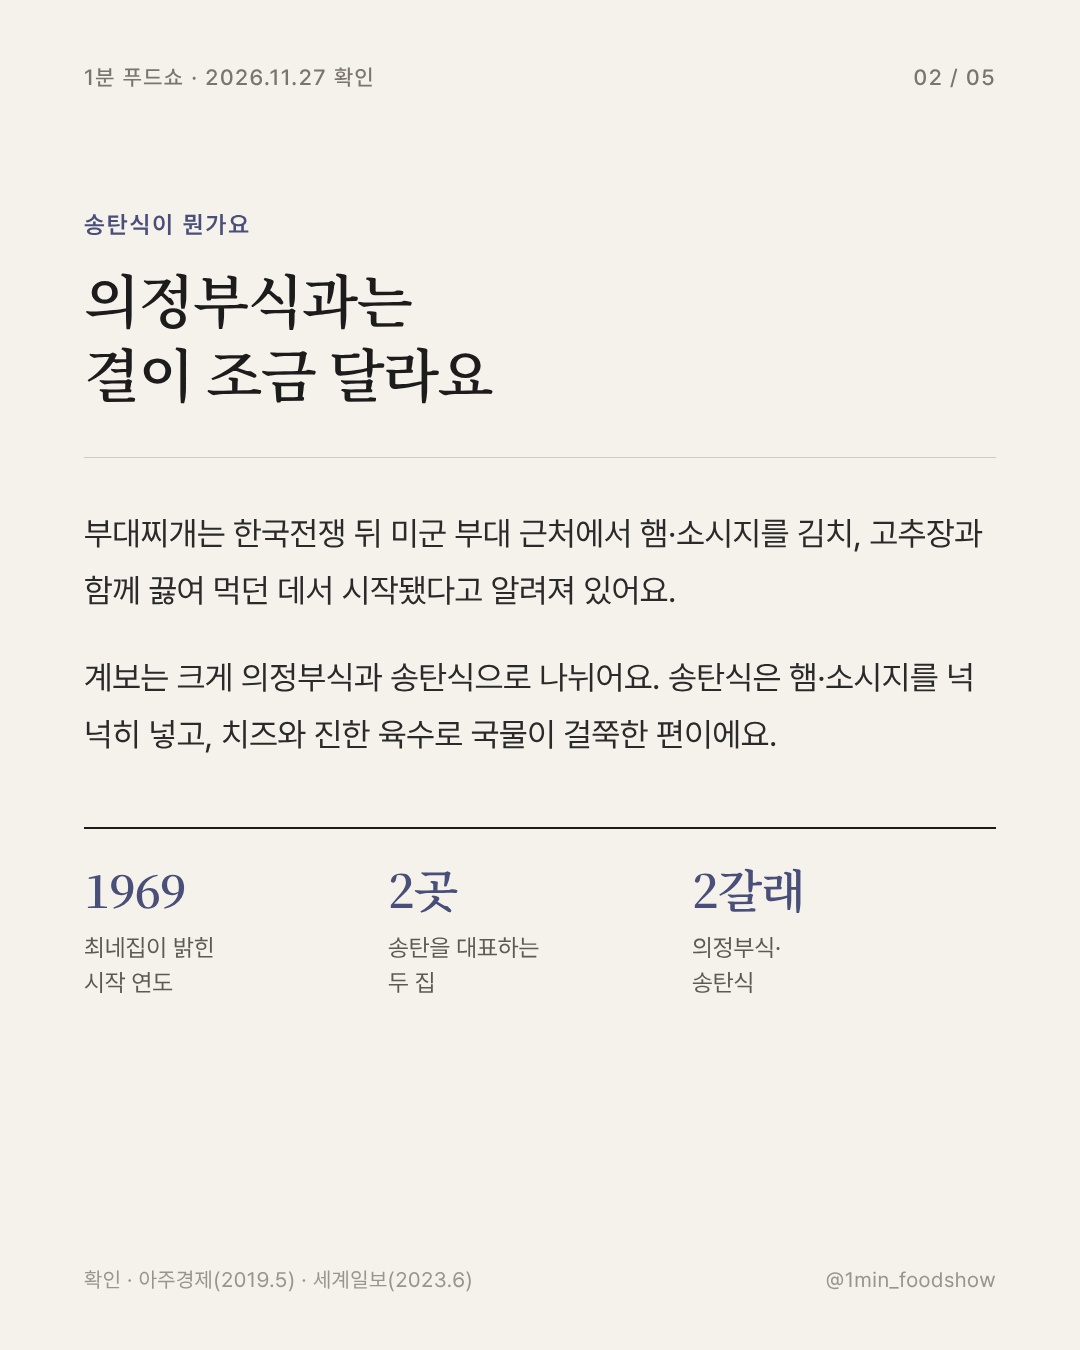 1분 푸드쇼 · 2026.11.27 확인
02 / 05
송탄식이 뭔가요
의정부식과는
결이 조금 달라요
부대찌개는 한국전쟁 뒤 미군 부대 근처에서 햄·소시지를 김치, 고추장과
함께 끓여 먹던 데서 시작됐다고 알려져 있어요.
계보는 크게 의정부식과 송탄식으로 나뉘어요. 송탄식은 햄·소시지를 넉
넉히 넣고, 치즈와 진한 육수로 국물이 걸쭉한 편이에요.
1969
최네집이 밝힌
시작 연도
2곳
송탄을 대표하는
두 집
2갈래
의정부식·
송탄식
확인 · 아주경제(2019.5) · 세계일보(2023.6)
@1min_foodshow